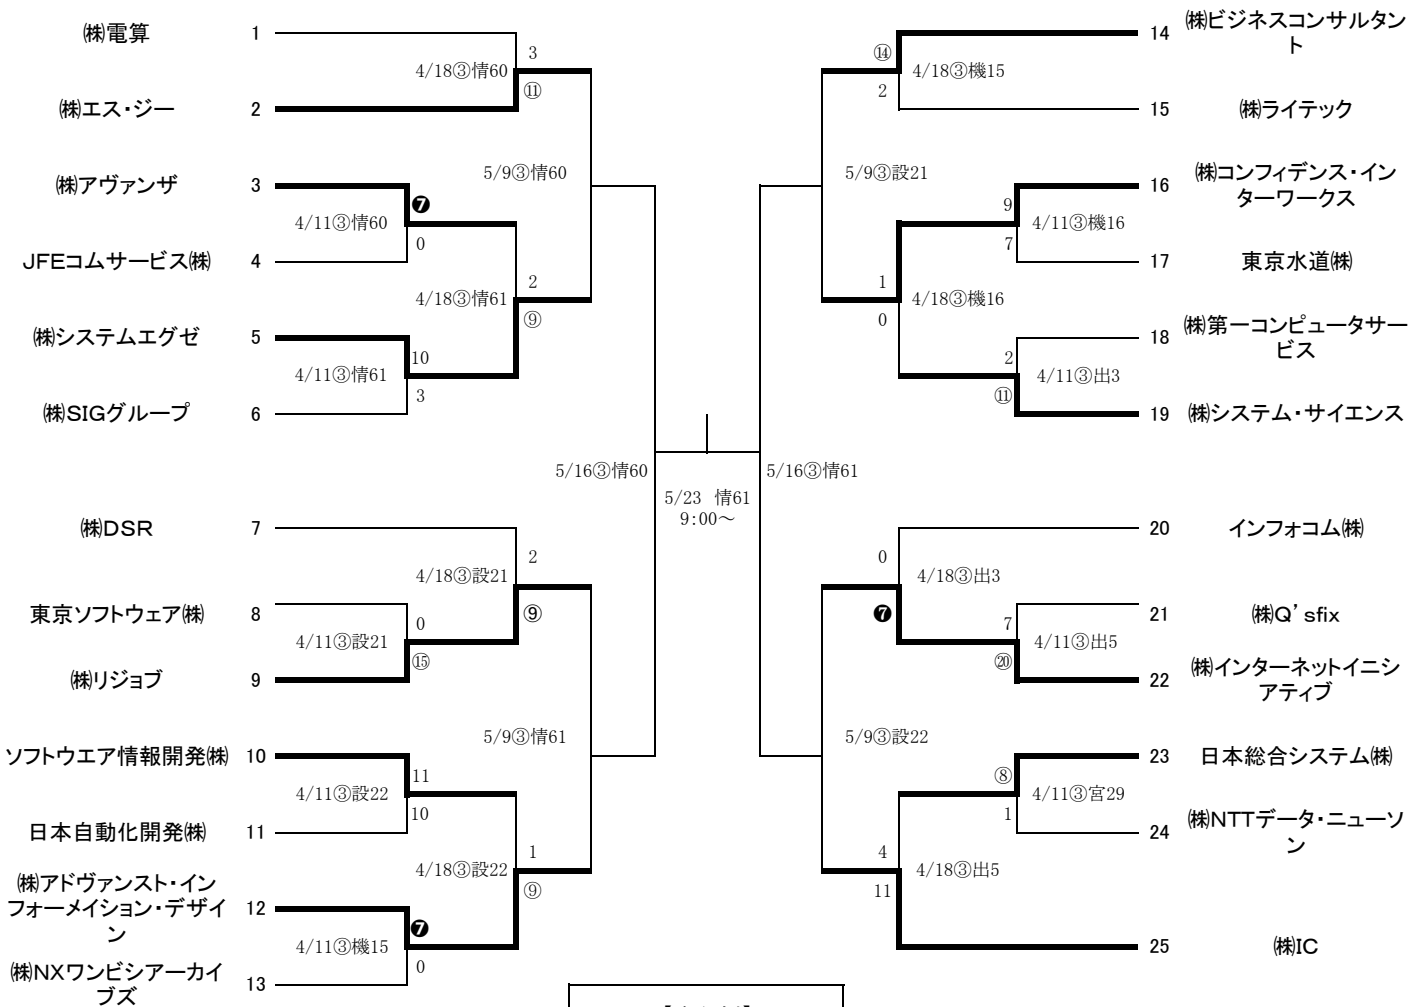 ㈱電算 1
㈱エス・ジー 2
㈱アヴァンザ 3
JFEコムサービス㈱ 4
㈱システムエグゼ 5
㈱SIGグループ 6
㈱DSR 7
東京ソフトウェア㈱ 8
㈱リジョブ 9
ソフトウエア情報開発㈱ 10
日本自動化開発㈱ 11
㈱アドヴァンスト・イン
フォーメイション・デザイ
ン
12
㈱NXワンビシアーカイ
ブズ
13
4/11③情60
❼
0
4/11③情61
10
3
4/11③設21
0
⑮
4/11③設22
11
10
4/11③機15
❼
0
4/18③情60
3
⑪
4/18③情61
2
⑨
4/18③設21
2
⑨
4/18③設22
1
⑨
5/9③情60
5/9③情61
5/16③情60
5/23 情61
9:00～
5/16③情61
5/9③設21
5/9③設22
⑭
4/18③機15
2
1
4/18③機16
0
0
4/18③出3
❼
4
4/18③出5
11
9
4/11③機16
7
2
4/11③出3
⑪
7
4/11③出5
⑳
⑧
4/11③宮29
1
14 ㈱ビジネスコンサルタン
ト
15 ㈱ライテック
16 ㈱コンフィデンス・イン
ターワークス
17 東京水道㈱
18 ㈱第一コンピュータサー
ビス
19 ㈱システム・サイエンス
20 インフォコム㈱
21 ㈱Q’sfix
22 ㈱インターネットイニシ
アティブ
23 日本総合システム㈱
24 ㈱NTTデータ・ニューソ
ン
25 ㈱IC